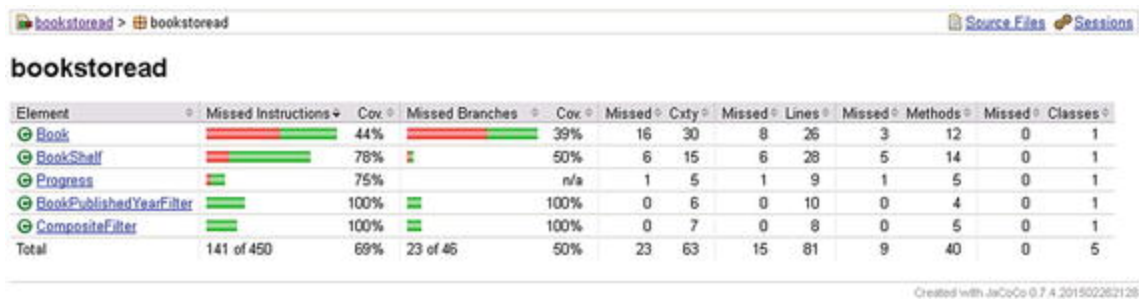 bookstoread > bookstoread Source Files Sessions
bookstoread
Element Missed Instructions Cov. Missed Branches Cov. Missed Cxty Missed Lines Missed Methods Missed Classes
Book 44% 39% 16 30 8 26 3 12 0 1
BookShelf 78% 50% 6 15 6 28 5 14 0 1
Progress 75% n/a 1 5 1 9 1 5 0 1
BookPublishedYearFilter 100% 100% 0 6 0 10 0 4 0 1
CompositeFilter 100% 100% 0 7 0 8 0 5 0 1
Total 141 of 450 69% 23 of 46 50% 23 63 15 81 9 40 0 5
Created with JaCoCo 0.7.4.201502262128